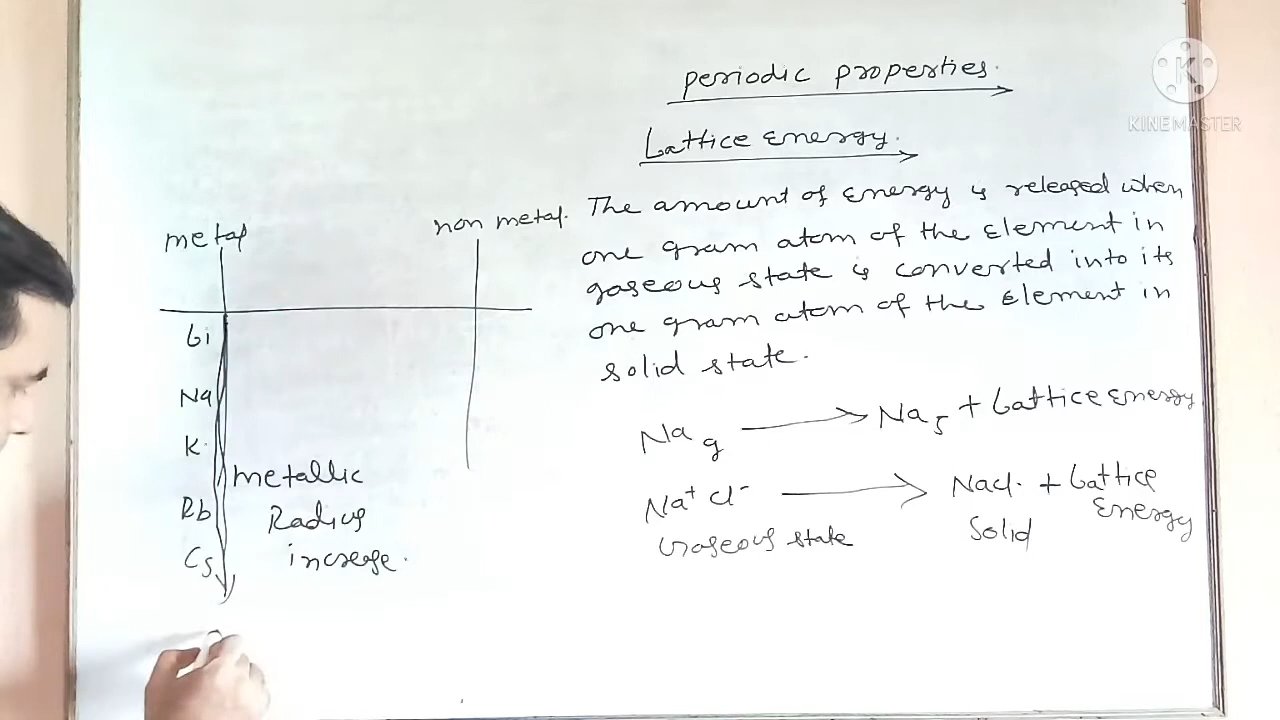 periodic properties.
Lattice Energy.
The amount of Energy is released when
one gram atom of the Element in
gaseous state is converted into its
one gram atom of the Element in
solid state.
Na g → Na s + Lattice Energy
Na+ Cl- → NaCl. + Lattice Energy
Gaseous state Solid
metal non metal.
Li
Na
K.
Rb
Cs
metallic
Radius
increase.
K
KINEMASTER